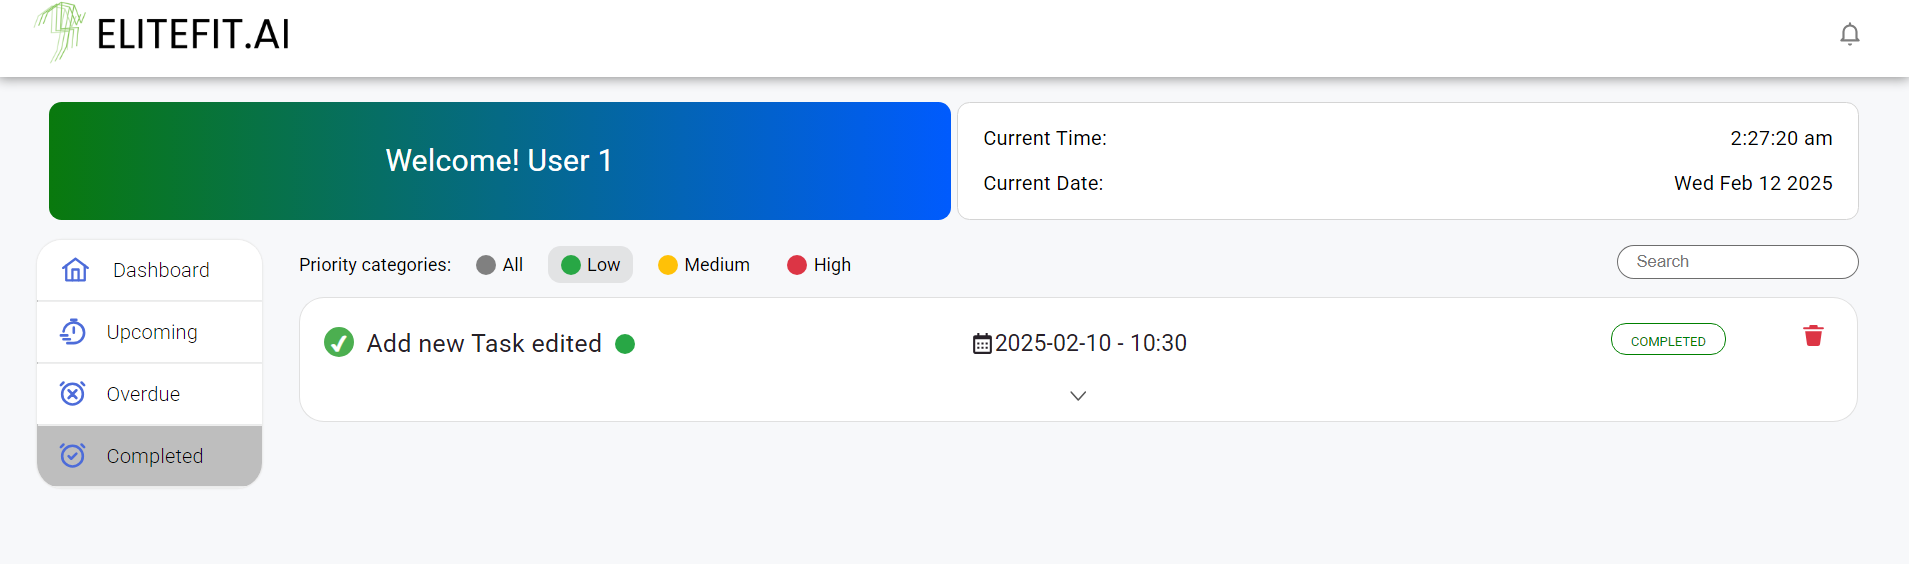 ELITEFIT.AI
Welcome! User 1
Current Time: 2:27:20 am
Current Date: Wed Feb 12 2025
Dashboard
Upcoming
Overdue
Completed
Priority categories: All Low Medium High
Search
Add new Task edited 2025-02-10 - 10:30 COMPLETED